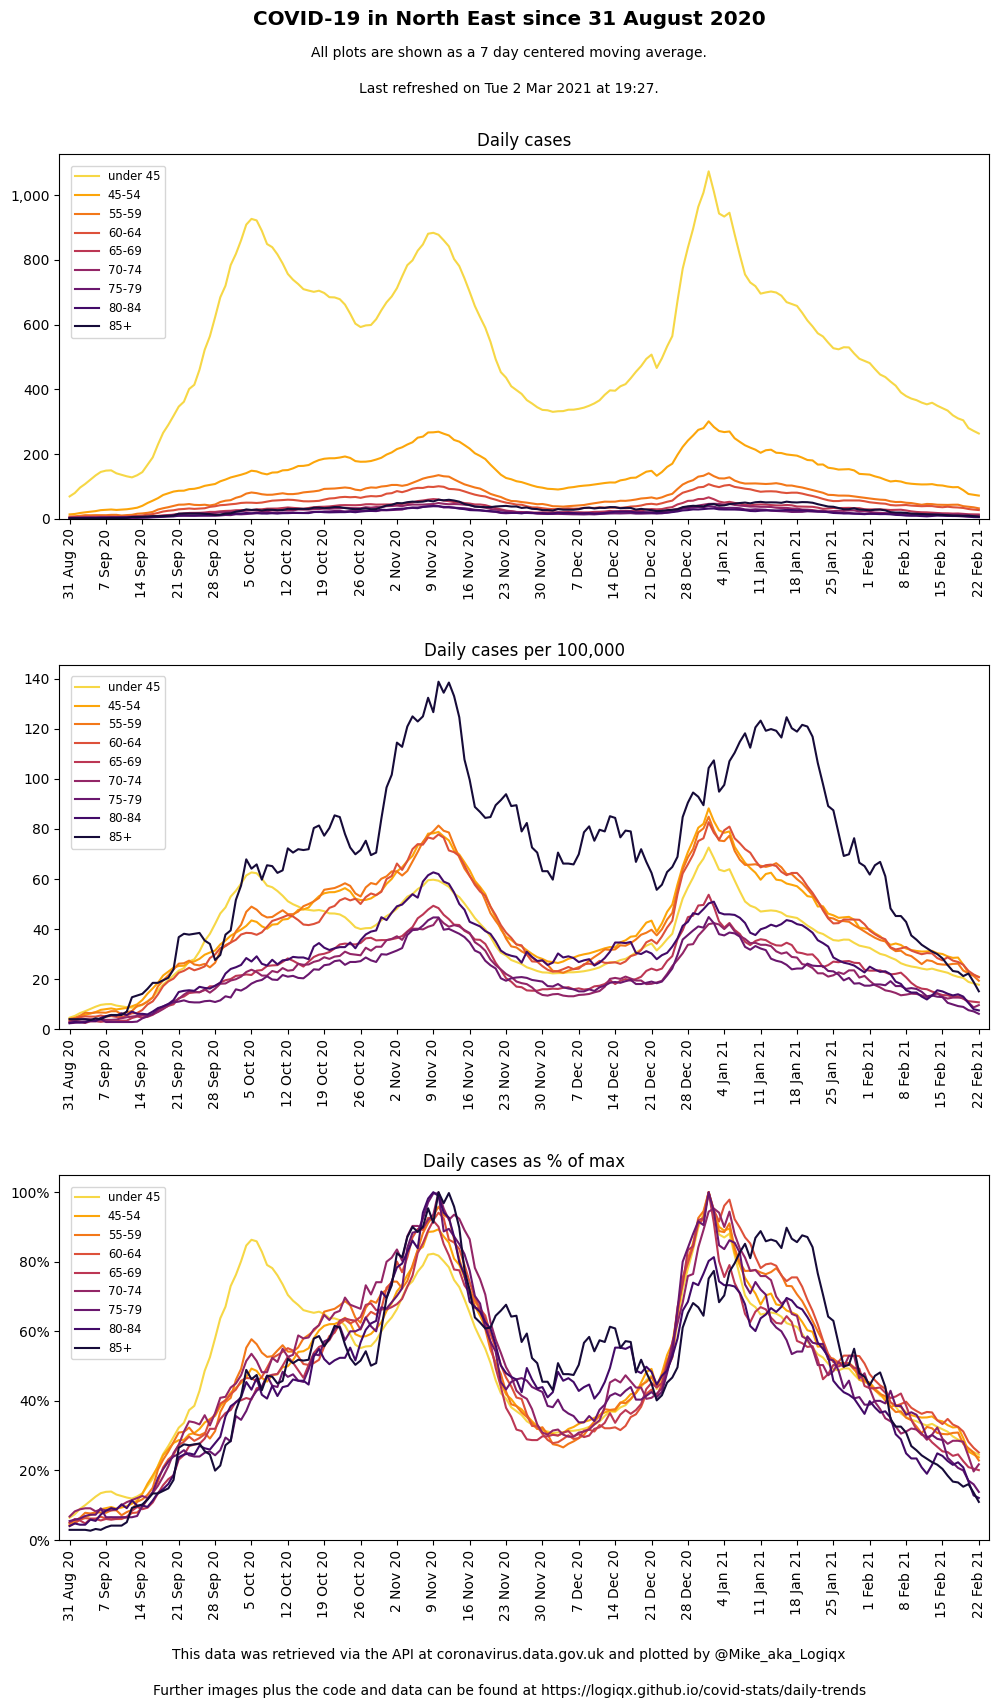 COVID-19 in North East since 31 August 2020
All plots are shown as a 7 day centered moving average.
Last refreshed on Tue 2 Mar 2021 at 19:27.
Daily cases
under 45
45-54
55-59
60-64
65-69
70-74
75-79
80-84
85+
1,000
800
600
400
200
0
31 Aug 20
7 Sep 20
14 Sep 20
21 Sep 20
28 Sep 20
5 Oct 20
12 Oct 20
19 Oct 20
26 Oct 20
2 Nov 20
9 Nov 20
16 Nov 20
23 Nov 20
30 Nov 20
7 Dec 20
14 Dec 20
21 Dec 20
28 Dec 20
4 Jan 21
11 Jan 21
18 Jan 21
25 Jan 21
1 Feb 21
8 Feb 21
15 Feb 21
22 Feb 21
Daily cases per 100,000
under 45
45-54
55-59
60-64
65-69
70-74
75-79
80-84
85+
140
120
100
80
60
40
20
0
31 Aug 20
7 Sep 20
14 Sep 20
21 Sep 20
28 Sep 20
5 Oct 20
12 Oct 20
19 Oct 20
26 Oct 20
2 Nov 20
9 Nov 20
16 Nov 20
23 Nov 20
30 Nov 20
7 Dec 20
14 Dec 20
21 Dec 20
28 Dec 20
4 Jan 21
11 Jan 21
18 Jan 21
25 Jan 21
1 Feb 21
8 Feb 21
15 Feb 21
22 Feb 21
Daily cases as % of max
under 45
45-54
55-59
60-64
65-69
70-74
75-79
80-84
85+
100%
80%
60%
40%
20%
0%
31 Aug 20
7 Sep 20
14 Sep 20
21 Sep 20
28 Sep 20
5 Oct 20
12 Oct 20
19 Oct 20
26 Oct 20
2 Nov 20
9 Nov 20
16 Nov 20
23 Nov 20
30 Nov 20
7 Dec 20
14 Dec 20
21 Dec 20
28 Dec 20
4 Jan 21
11 Jan 21
18 Jan 21
25 Jan 21
1 Feb 21
8 Feb 21
15 Feb 21
22 Feb 21
This data was retrieved via the API at coronavirus.data.gov.uk and plotted by @Mike_aka_Logiqx
Further images plus the code and data can be found at https://logiqx.github.io/covid-stats/daily-trends